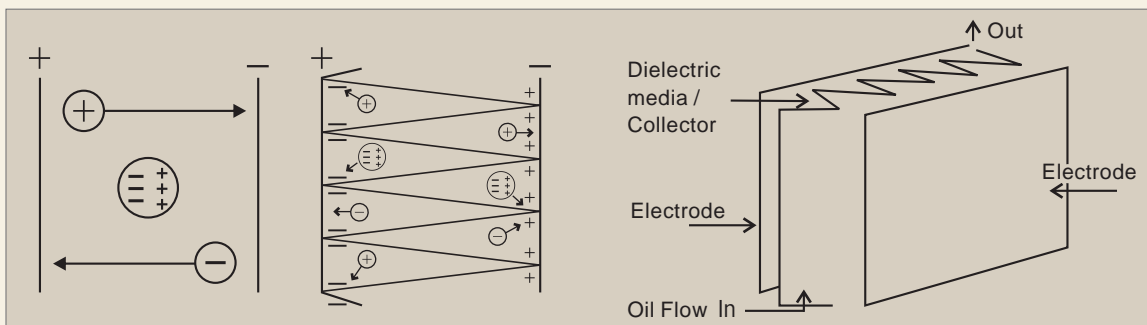 Out
Dielectric
media /
Collector
Electrode
Electrode
Oil Flow In